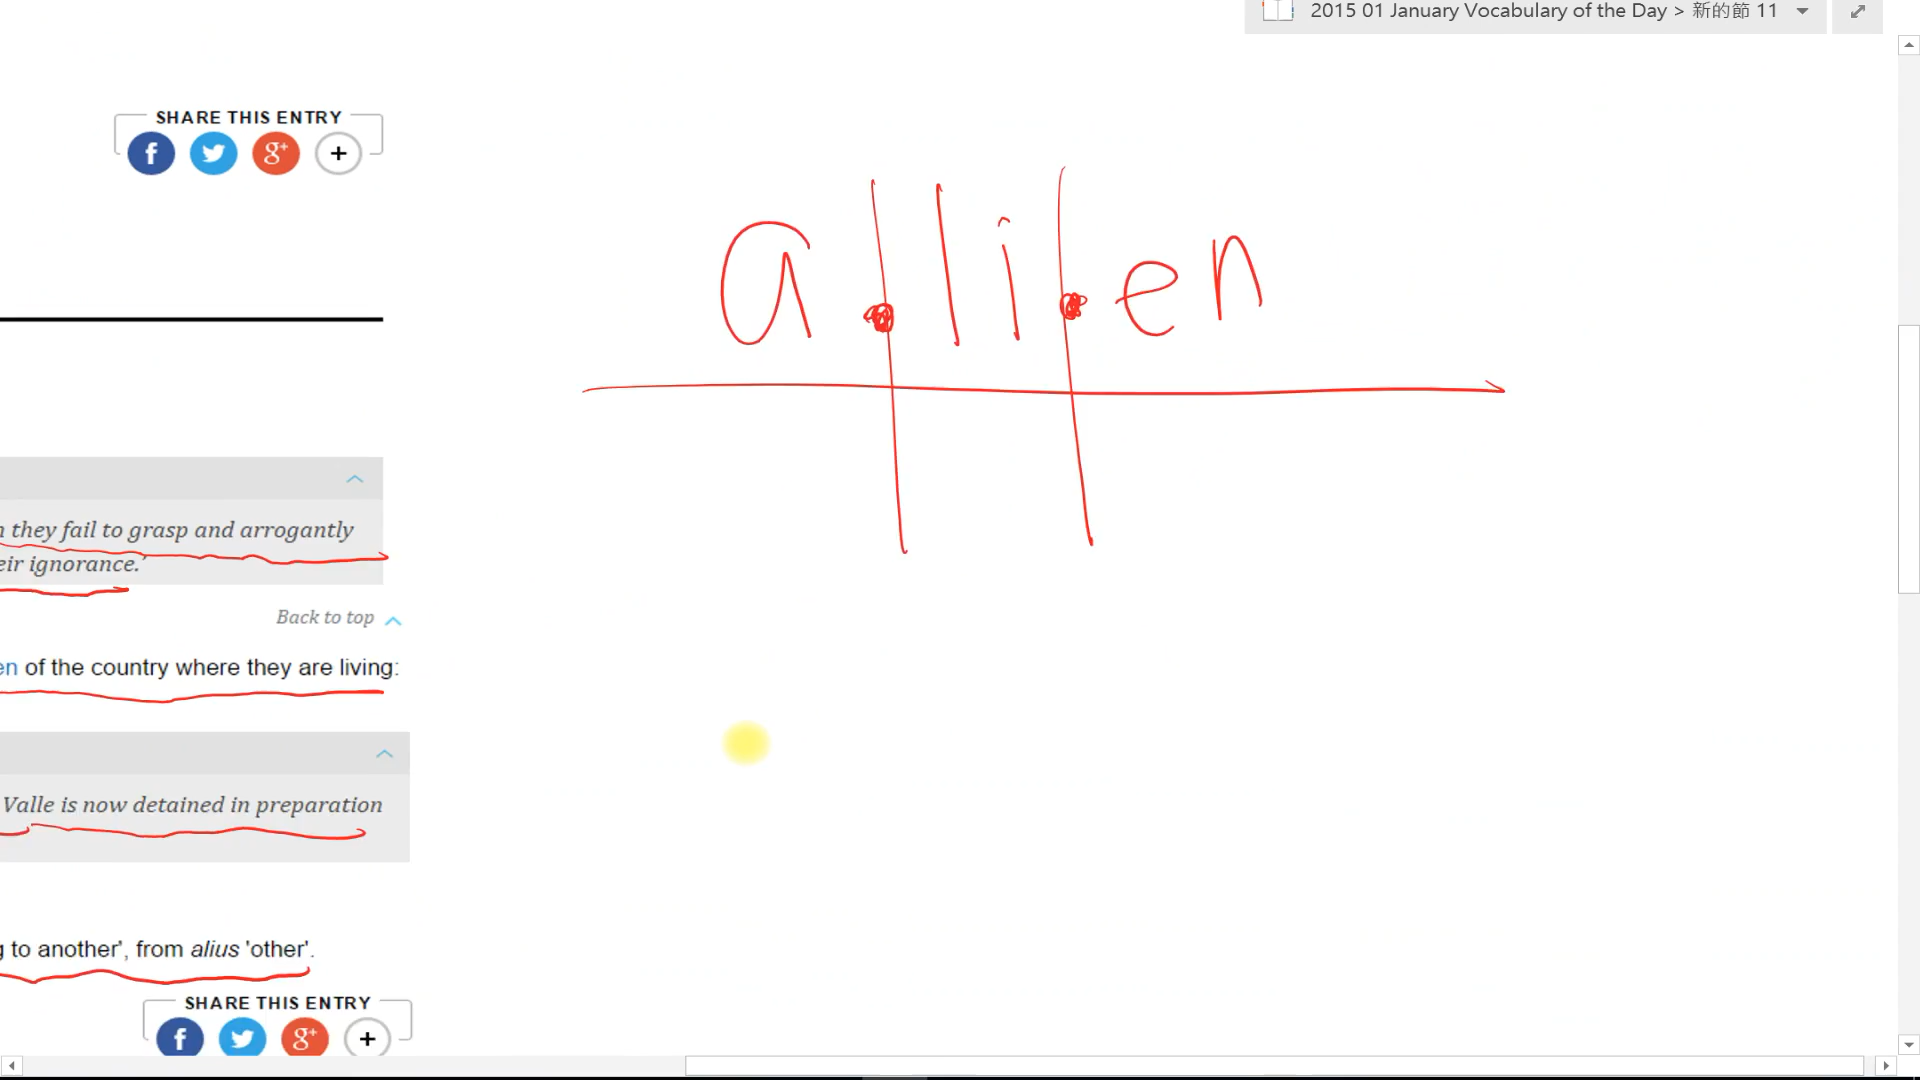 2015 01 January Vocabulary of the Day > 新的節 11
SHARE THIS ENTRY
a.li.en
they fail to grasp and arrogantly
eir ignorance.'
Back to top
en of the country where they are living:
Valle is now detained in preparation
g to another', from alius 'other'.
SHARE THIS ENTRY